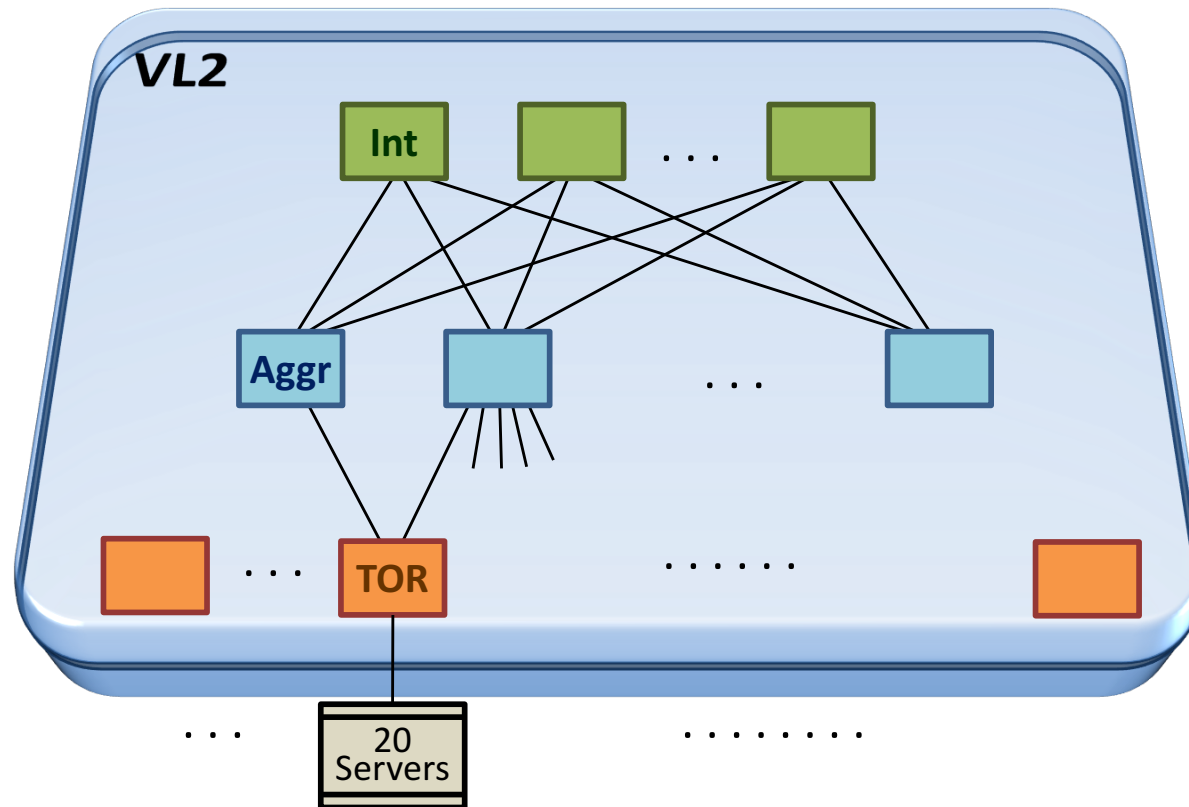 VL2
Int
. . .
Aggr
. . .
. . .
TOR
. . . . . .
. . .
20
Servers
. . . . . . . .